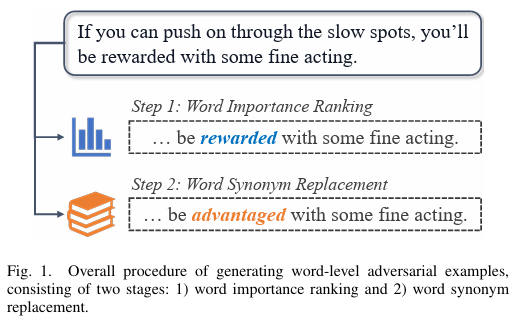 If you can push on through the slow spots, you'll
be rewarded with some fine acting.
Step 1: Word Importance Ranking
... be rewarded with some fine acting.
Step 2: Word Synonym Replacement
... be advantaged with some fine acting.
Fig. 1. Overall procedure of generating word-level adversarial examples,
consisting of two stages: 1) word importance ranking and 2) word synonym
replacement.